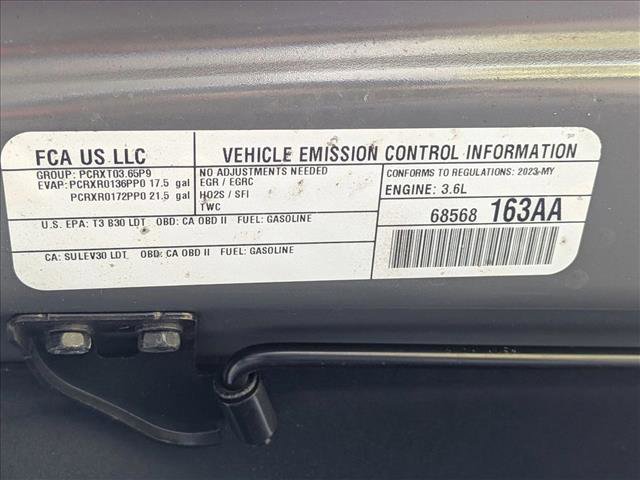 FCA US LLC
GROUP: PCRXT03.65P9
EVAP: PCRXR0136PP0 17.5 gal
PCRXR0172PP0 21.5 gal
VEHICLE EMISSION CONTROL INFORMATION
NO ADJUSTMENTS NEEDED
EGR / EGRC
HO2S / SFI
TWC
CONFORMS TO REGULATIONS: 2023-MY
ENGINE: 3.6L
68568 163AA
U.S. EPA: T3 B30 LDT OBD: CA OBD II FUEL: GASOLINE
CA: SULEV30 LDT OBD: CA OBD II FUEL: GASOLINE